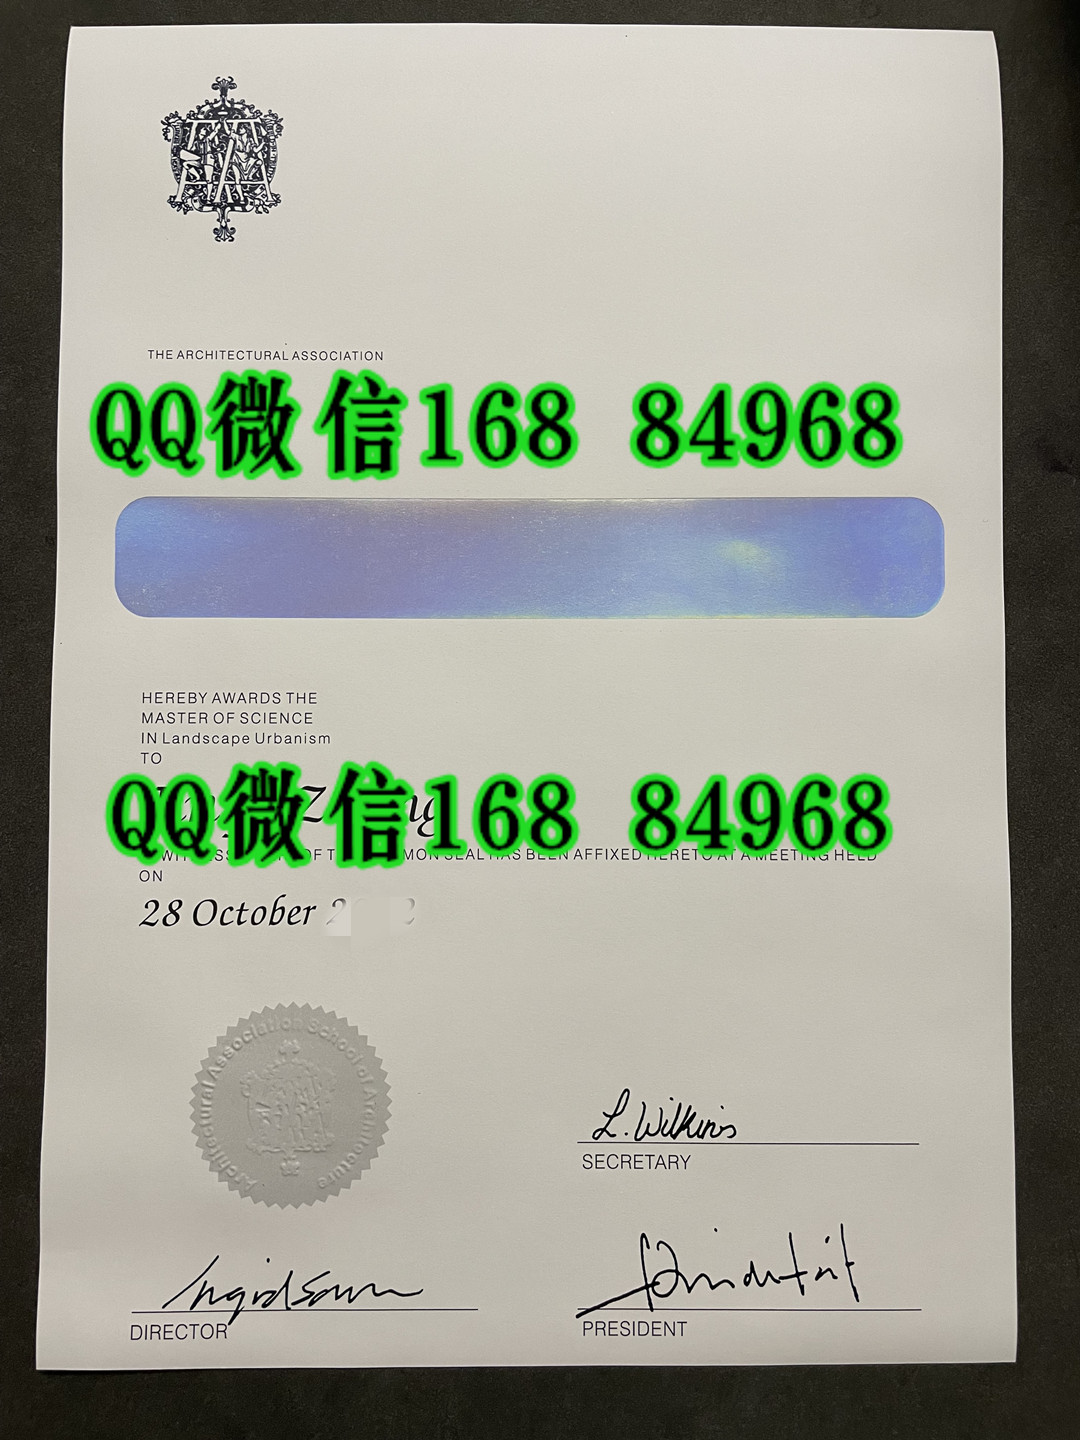 THE ARCHITECTURAL ASSOCIATION
QQ微信168 84968
HEREBY AWARDS THE
MASTER OF SCIENCE
IN Landscape Urbanism
TO
QQ微信168 84968
OF COMMON SEAL HAS BEEN AFFIXED HERETO AT A MEETING HELD
ON
28 October
Architectural Association School of Architecture
L. Wilkins
SECRETARY
DIRECTOR
PRESIDENT